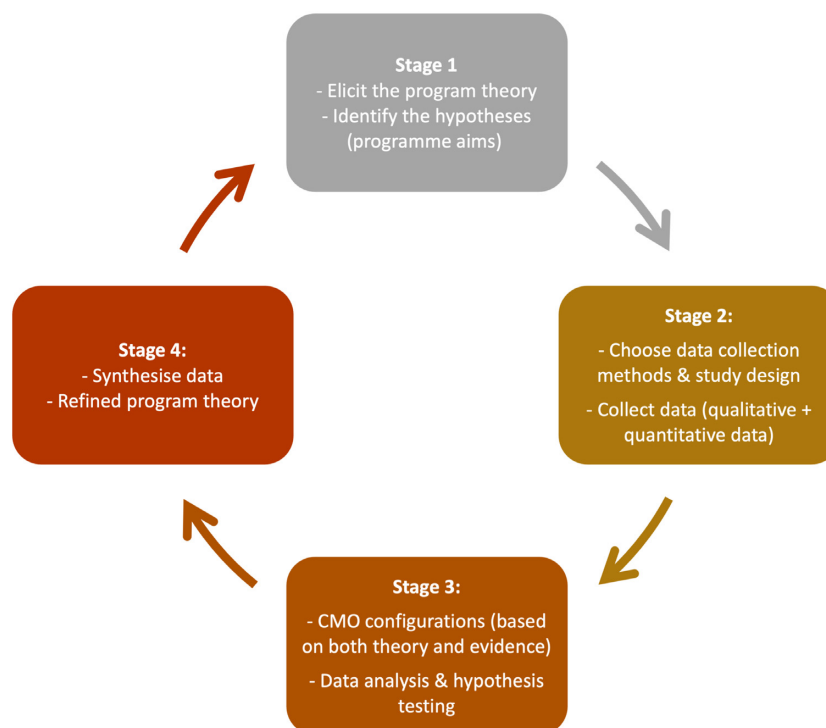 Stage 1
- Elicit the program theory
- Identify the hypotheses
(programme aims)
Stage 2:
- Choose data collection
methods & study design
- Collect data (qualitative +
quantitative data)
Stage 3:
- CMO configurations (based
on both theory and evidence)
- Data analysis & hypothesis
testing
Stage 4:
- Synthesise data
- Refined program theory